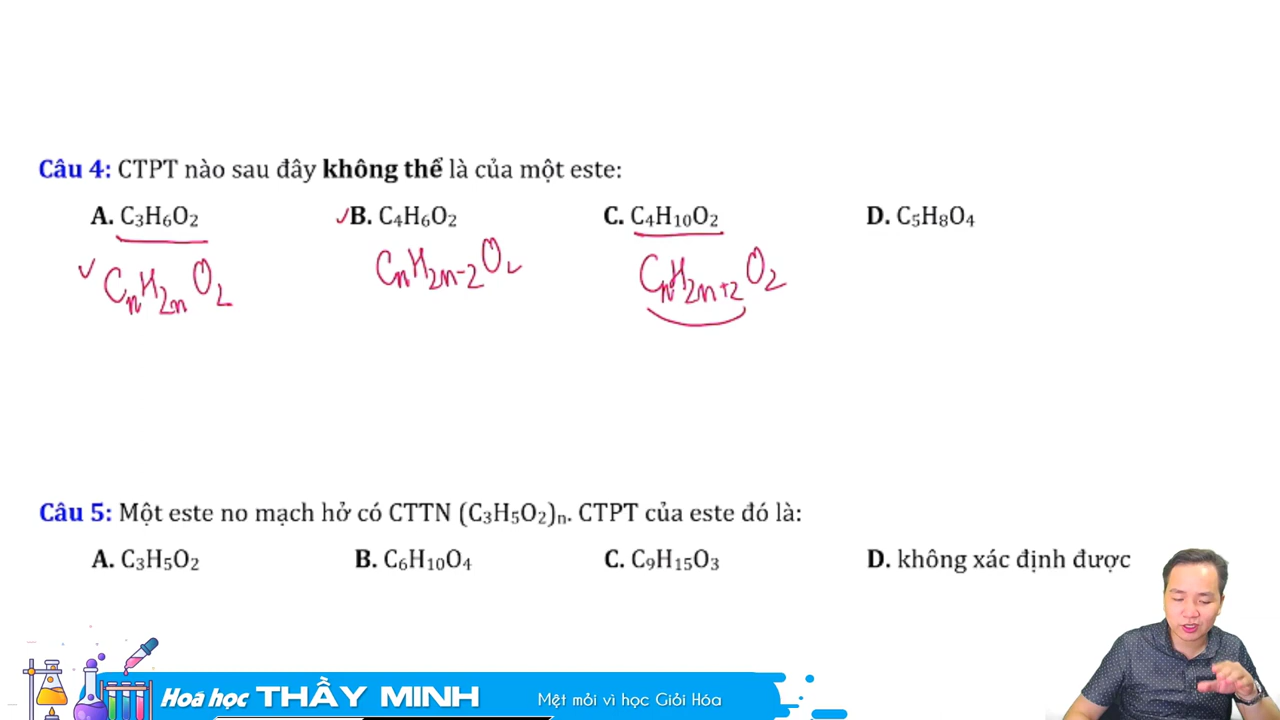 Câu 4: CTPT nào sau đây không thể là của một este:
A. C₃H₆O₂ ✓B. C₄H₆O₂ C. C₄H₁₀O₂ D. C₅H₈O₄
✓ CₙH₂ₙO₂ CₙH₂ₙ₋₂O₂ CₙH₂ₙ₊₂O₂
Câu 5: Một este no mạch hở có CTTN (C₃H₅O₂)ₙ. CTPT của este đó là:
A. C₃H₅O₂ B. C₆H₁₀O₄ C. C₉H₁₅O₃ D. không xác định được
Hoá học THẦY MINH Mệt mỏi vì học Giỏi Hóa